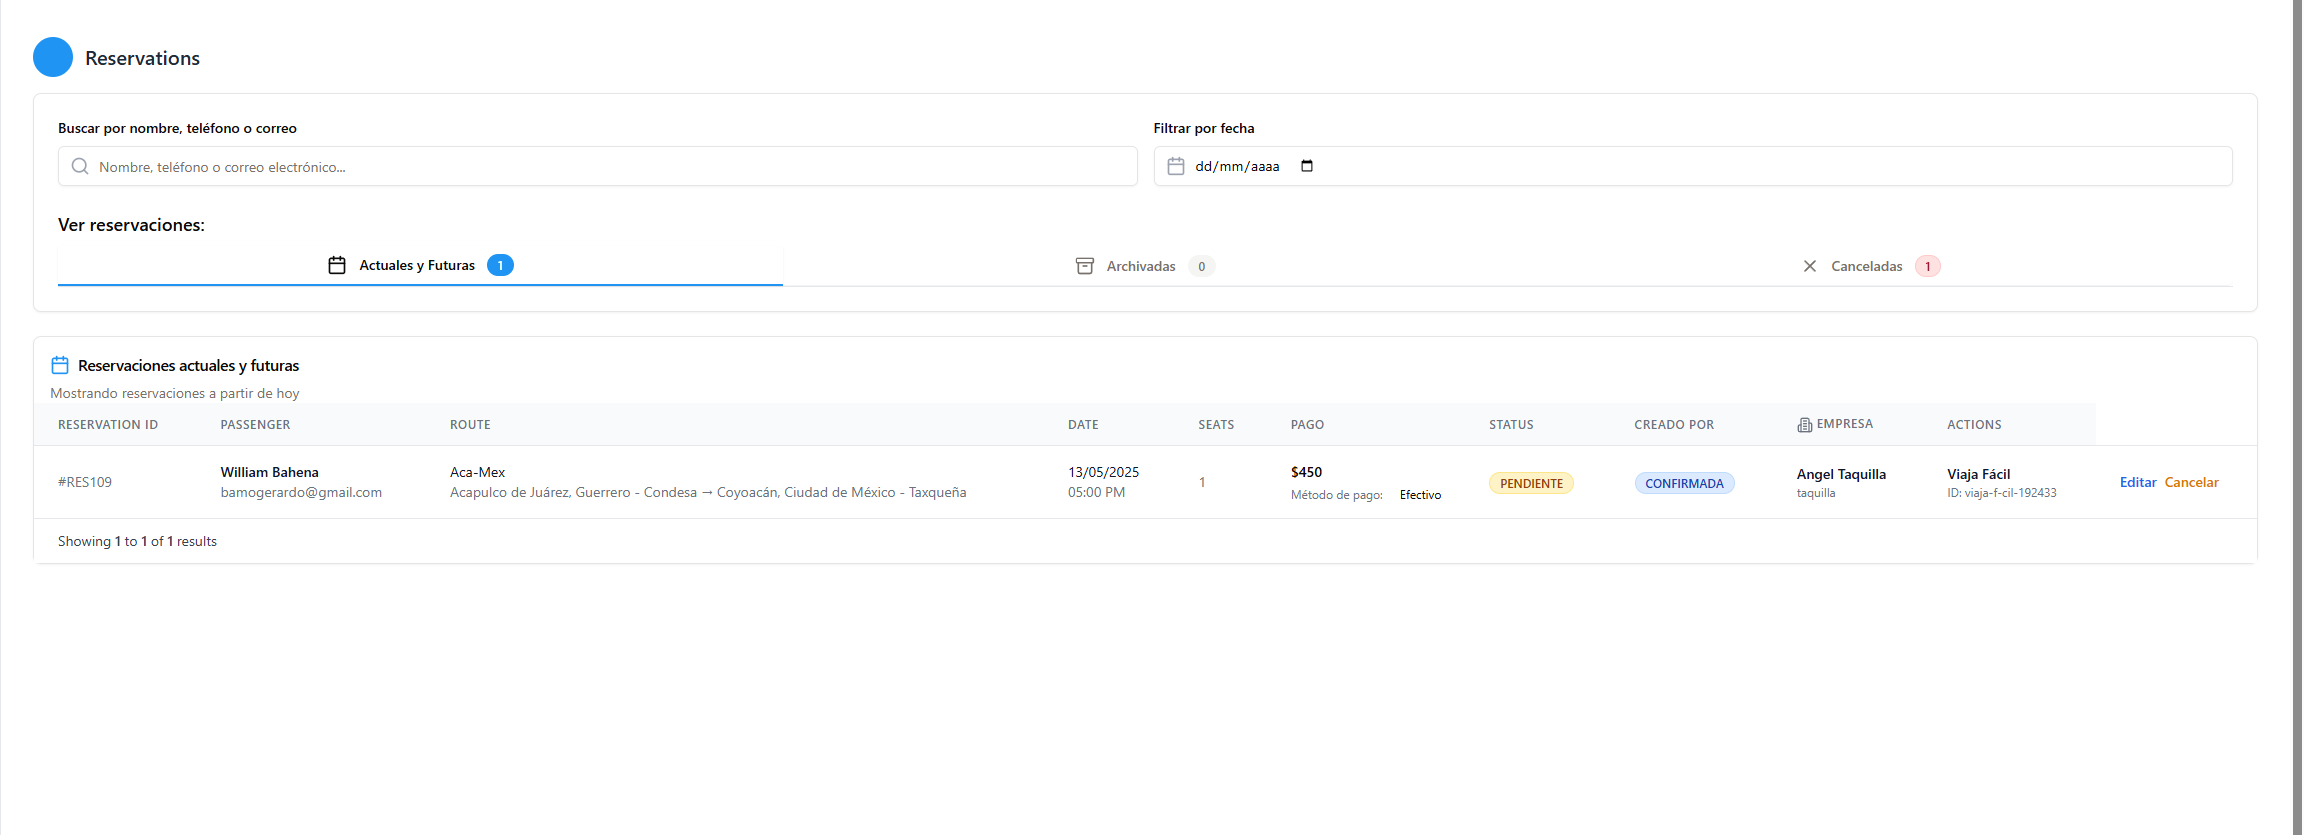 Reservations
Buscar por nombre, teléfono o correo
Nombre, teléfono o correo electrónico...
Filtrar por fecha
dd/mm/aaaa
Ver reservaciones:
Actuales y Futuras 1
Archivadas 0
Canceladas 1
Reservaciones actuales y futuras
Mostrando reservaciones a partir de hoy
RESERVATION ID PASSENGER ROUTE DATE SEATS PAGO STATUS CREADO POR EMPRESA ACTIONS
#RES109
William Bahena
bamogerardo@gmail.com
Aca-Mex
Acapulco de Juárez, Guerrero - Condesa → Coyoacán, Ciudad de México - Taxqueña
13/05/2025
05:00 PM
1
$450
Método de pago: Efectivo
PENDIENTE
CONFIRMADA
Angel Taquilla
taquilla
Viaja Fácil
ID: viaja-f-cil-192433
Editar Cancelar
Showing 1 to 1 of 1 results